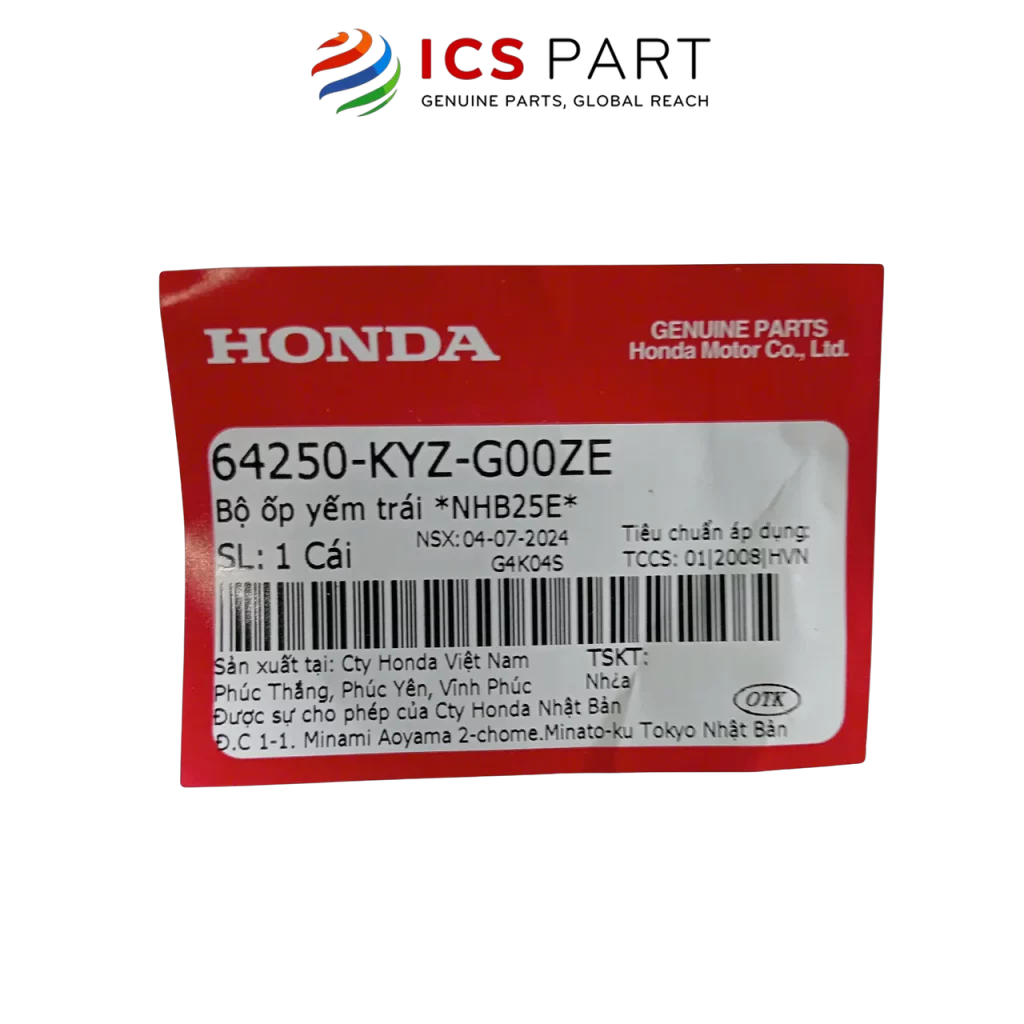 ICS PART
GENUINE PARTS, GLOBAL REACH
HONDA
GENUINE PARTS
Honda Motor Co., Ltd.
64250-KYZ-G00ZE
Bộ ốp yếm trái *NHB25E*
SL: 1 Cái
NSX: 04-07-2024
G4K04S
Tiêu chuẩn áp dụng:
TCCS: 01|2008|HVN
Sản xuất tại: Cty Honda Việt Nam
Phúc Thắng, Phúc Yên, Vĩnh Phúc
TSKT:
Nhựa
Được sự cho phép của Cty Honda Nhật Bản
Đ.C 1-1. Minami Aoyama 2-chome.Minato-ku Tokyo Nhật Bản
OTK